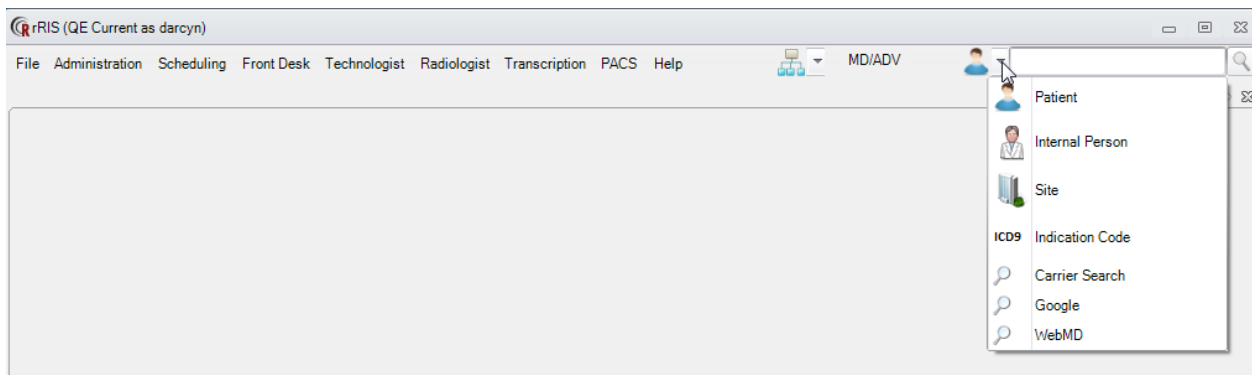 rRIS (QE Current as darcyn)
File Administration Scheduling Front Desk Technologist Radiologist Transcription PACS Help MD/ADV
Patient
Internal Person
Site
ICD9 Indication Code
Carrier Search
Google
WebMD